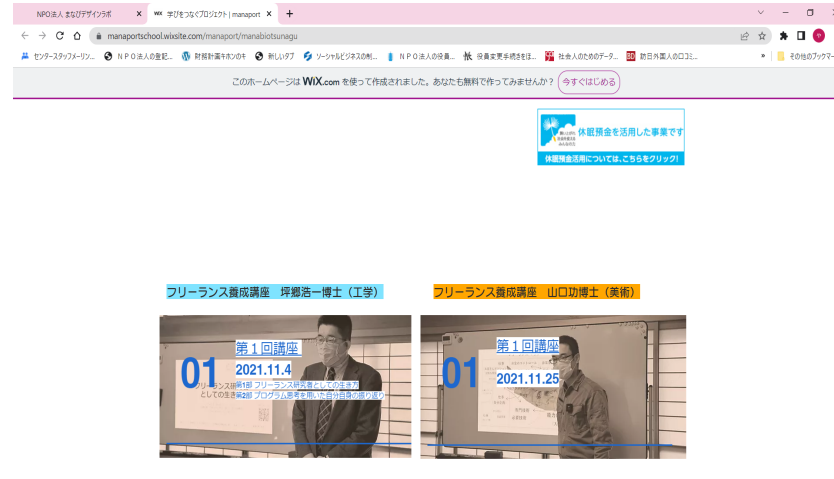 NPO法人 まなびデザインラボ
WiX 学びをつなぐプロジェクト | manaport
manaportschool.wixsite.com/manaport/manabiotsunagu
センタースタッフメーリン...
ＮＰＯ法人の登記...
財務計画キホンのキ
新しいタブ
ソーシャルビジネスの制...
ＮＰＯ法人の役員...
役員変更手続きをほ...
社会人のためのデータ...
訪日外国人の口コミ...
»
その他のブックマー
このホームページは WiX.com を使って作成されました。あなたも無料で作ってみませんか？ 今すぐはじめる
休眠預金を活用した事業です
休眠預金活用については、こちらをクリック!
フリーランス養成講座　坪郷浩一博士（工学）
フリーランス養成講座　山口功博士（美術）
01
第１回講座
2021.11.4
第1部 フリーランス研究者としての生き方
第2部 プログラム思考を用いた自分自身の振り返り
としての生き
01
第１回講座
2021.11.25